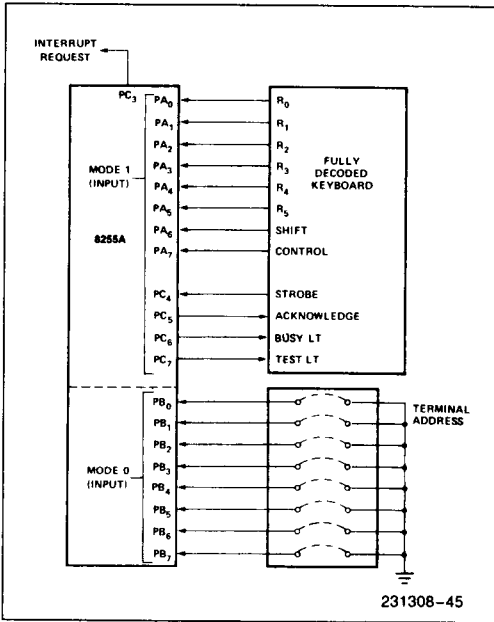 INTERRUPT
REQUEST
PC3
PA0
R0
PA1
R1
PA2
R2
PA3
R3
PA4
R4
PA5
R5
PA6
SHIFT
PA7
CONTROL
MODE 1
(INPUT)
8255A
FULLY
DECODED
KEYBOARD
PC4
STROBE
PC5
ACKNOWLEDGE
PC6
BUSY LT
PC7
TEST LT
PB0
PB1
PB2
PB3
PB4
PB5
PB6
PB7
MODE 0
(INPUT)
TERMINAL
ADDRESS
231308-45